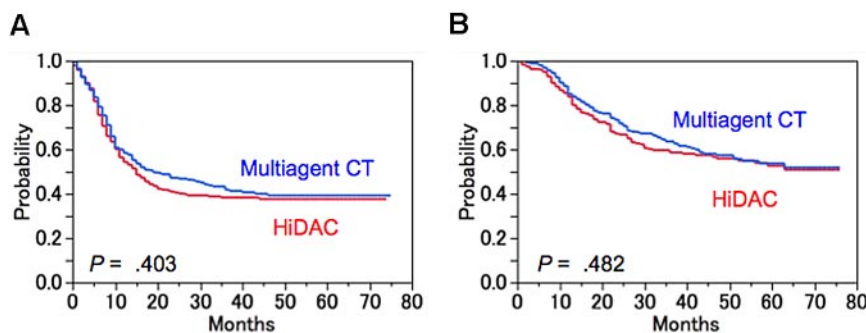 A
Probability
1.0
0.8
0.6
0.4
0.2
0.0
Multiagent CT
HiDAC
P = .403
0 10 20 30 40 50 60 70 80
Months
B
Probability
1.0
0.8
0.6
0.4
0.2
0.0
Multiagent CT
HiDAC
P = .482
0 10 20 30 40 50 60 70 80
Months